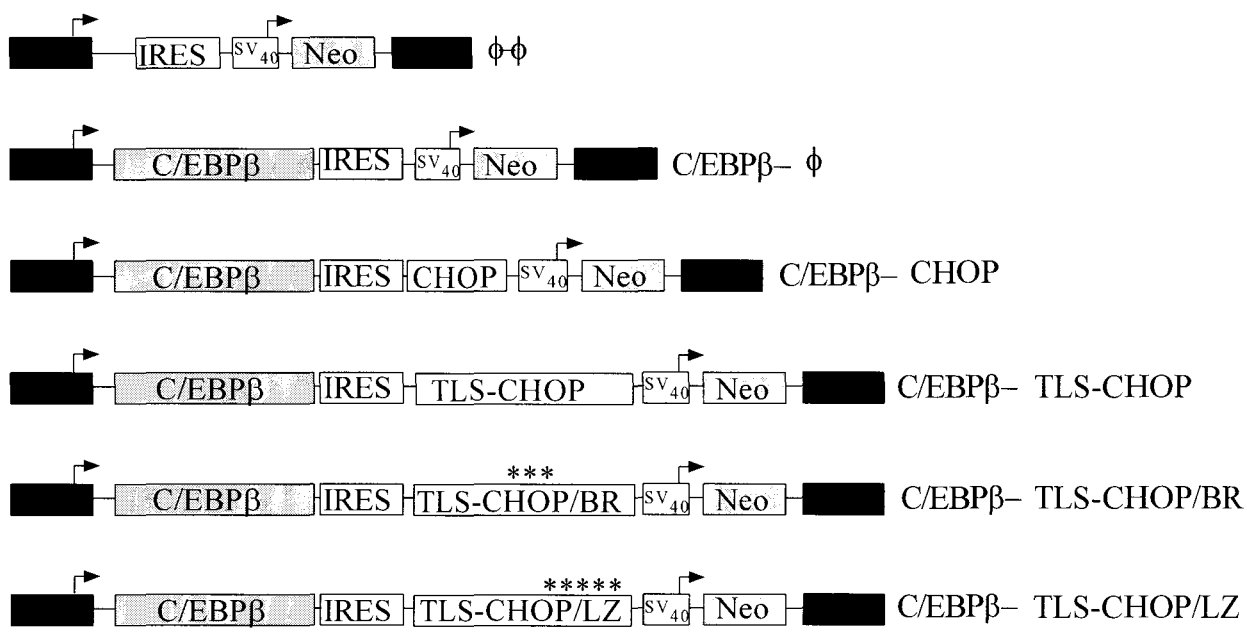 IRES SV40 Neo ϕ-ϕ
C/EBPβ IRES SV40 Neo C/EBPβ– ϕ
C/EBPβ IRES CHOP SV40 Neo C/EBPβ– CHOP
C/EBPβ IRES TLS-CHOP SV40 Neo C/EBPβ– TLS-CHOP
***
C/EBPβ IRES TLS-CHOP/BR SV40 Neo C/EBPβ– TLS-CHOP/BR
*****
C/EBPβ IRES TLS-CHOP/LZ SV40 Neo C/EBPβ– TLS-CHOP/LZ